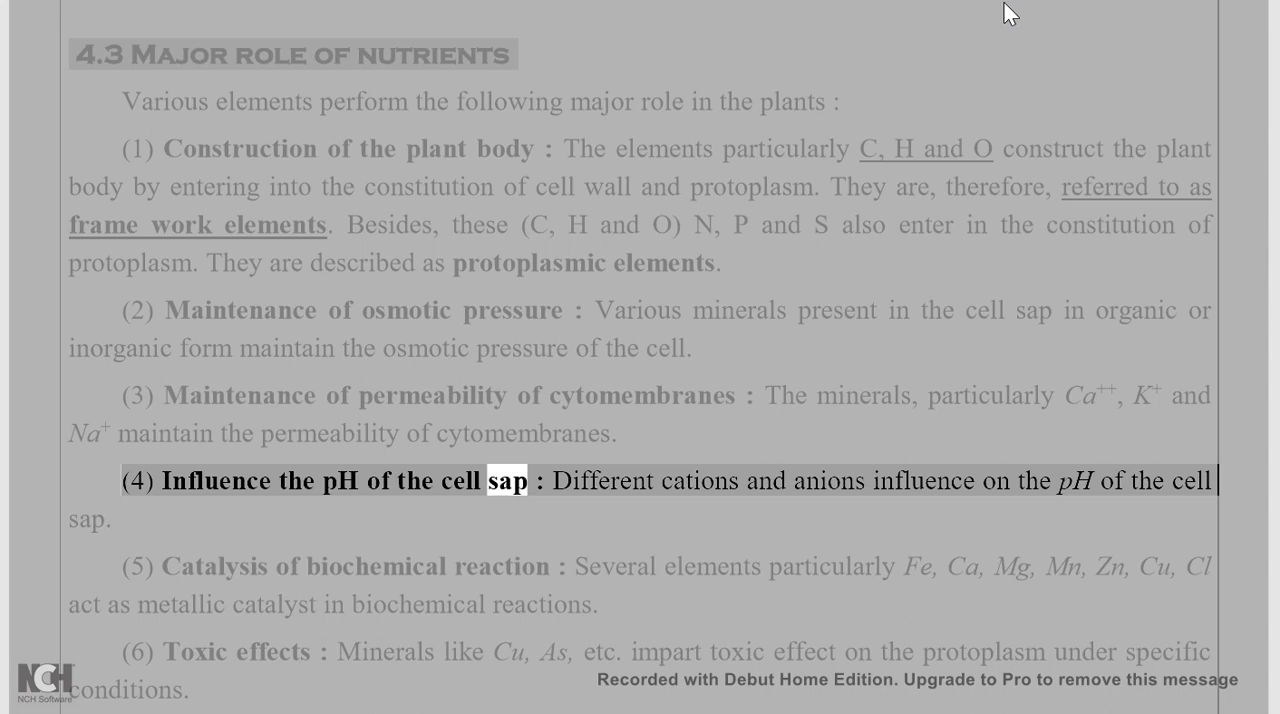 4.3 MAJOR ROLE OF NUTRIENTS
Various elements perform the following major role in the plants :
(1) Construction of the plant body : The elements particularly C, H and O construct the plant
body by entering into the constitution of cell wall and protoplasm. They are, therefore, referred to as
frame work elements. Besides, these (C, H and O) N, P and S also enter in the constitution of
protoplasm. They are described as protoplasmic elements.
(2) Maintenance of osmotic pressure : Various minerals present in the cell sap in organic or
inorganic form maintain the osmotic pressure of the cell.
(3) Maintenance of permeability of cytomembranes : The minerals, particularly Ca⁺⁺, K⁺ and
Na⁺ maintain the permeability of cytomembranes.
(4) Influence the pH of the cell sap : Different cations and anions influence on the pH of the cell
sap.
(5) Catalysis of biochemical reaction : Several elements particularly Fe, Ca, Mg, Mn, Zn, Cu, Cl
act as metallic catalyst in biochemical reactions.
(6) Toxic effects : Minerals like Cu, As, etc. impart toxic effect on the protoplasm under specific
conditions.
NCH
NCH Software
Recorded with Debut Home Edition. Upgrade to Pro to remove this message